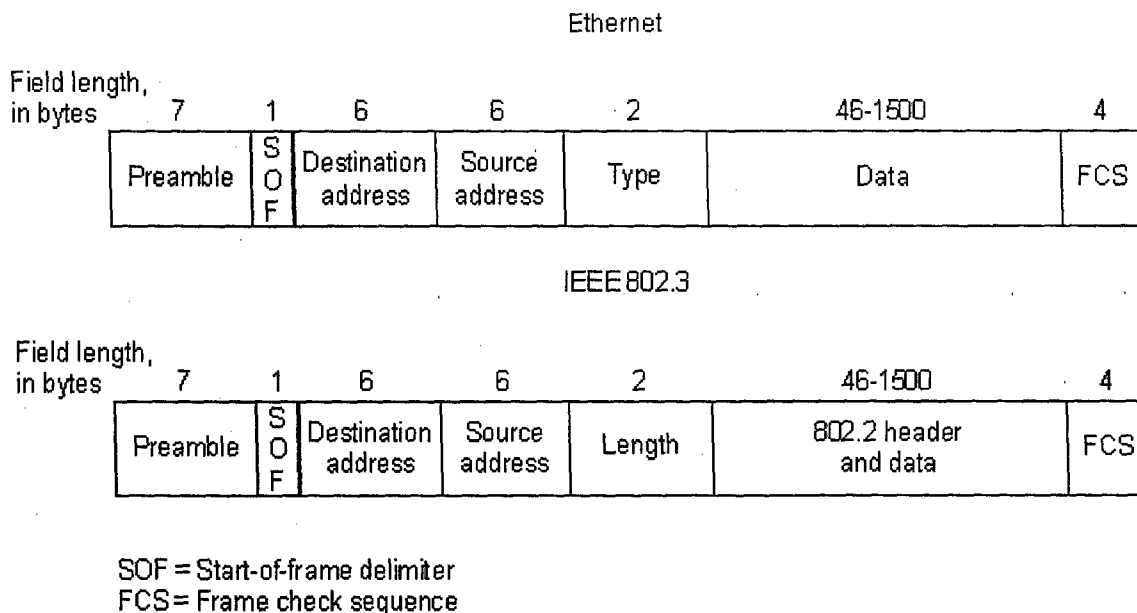 Ethernet
Field length,
in bytes 7 1 6 6 2 46-1500 4
Preamble S O F Destination address Source address Type Data FCS
IEEE 802.3
Field length,
in bytes 7 1 6 6 2 46-1500 4
Preamble S O F Destination address Source address Length 802.2 header and data FCS
SOF = Start-of-frame delimiter
FCS = Frame check sequence